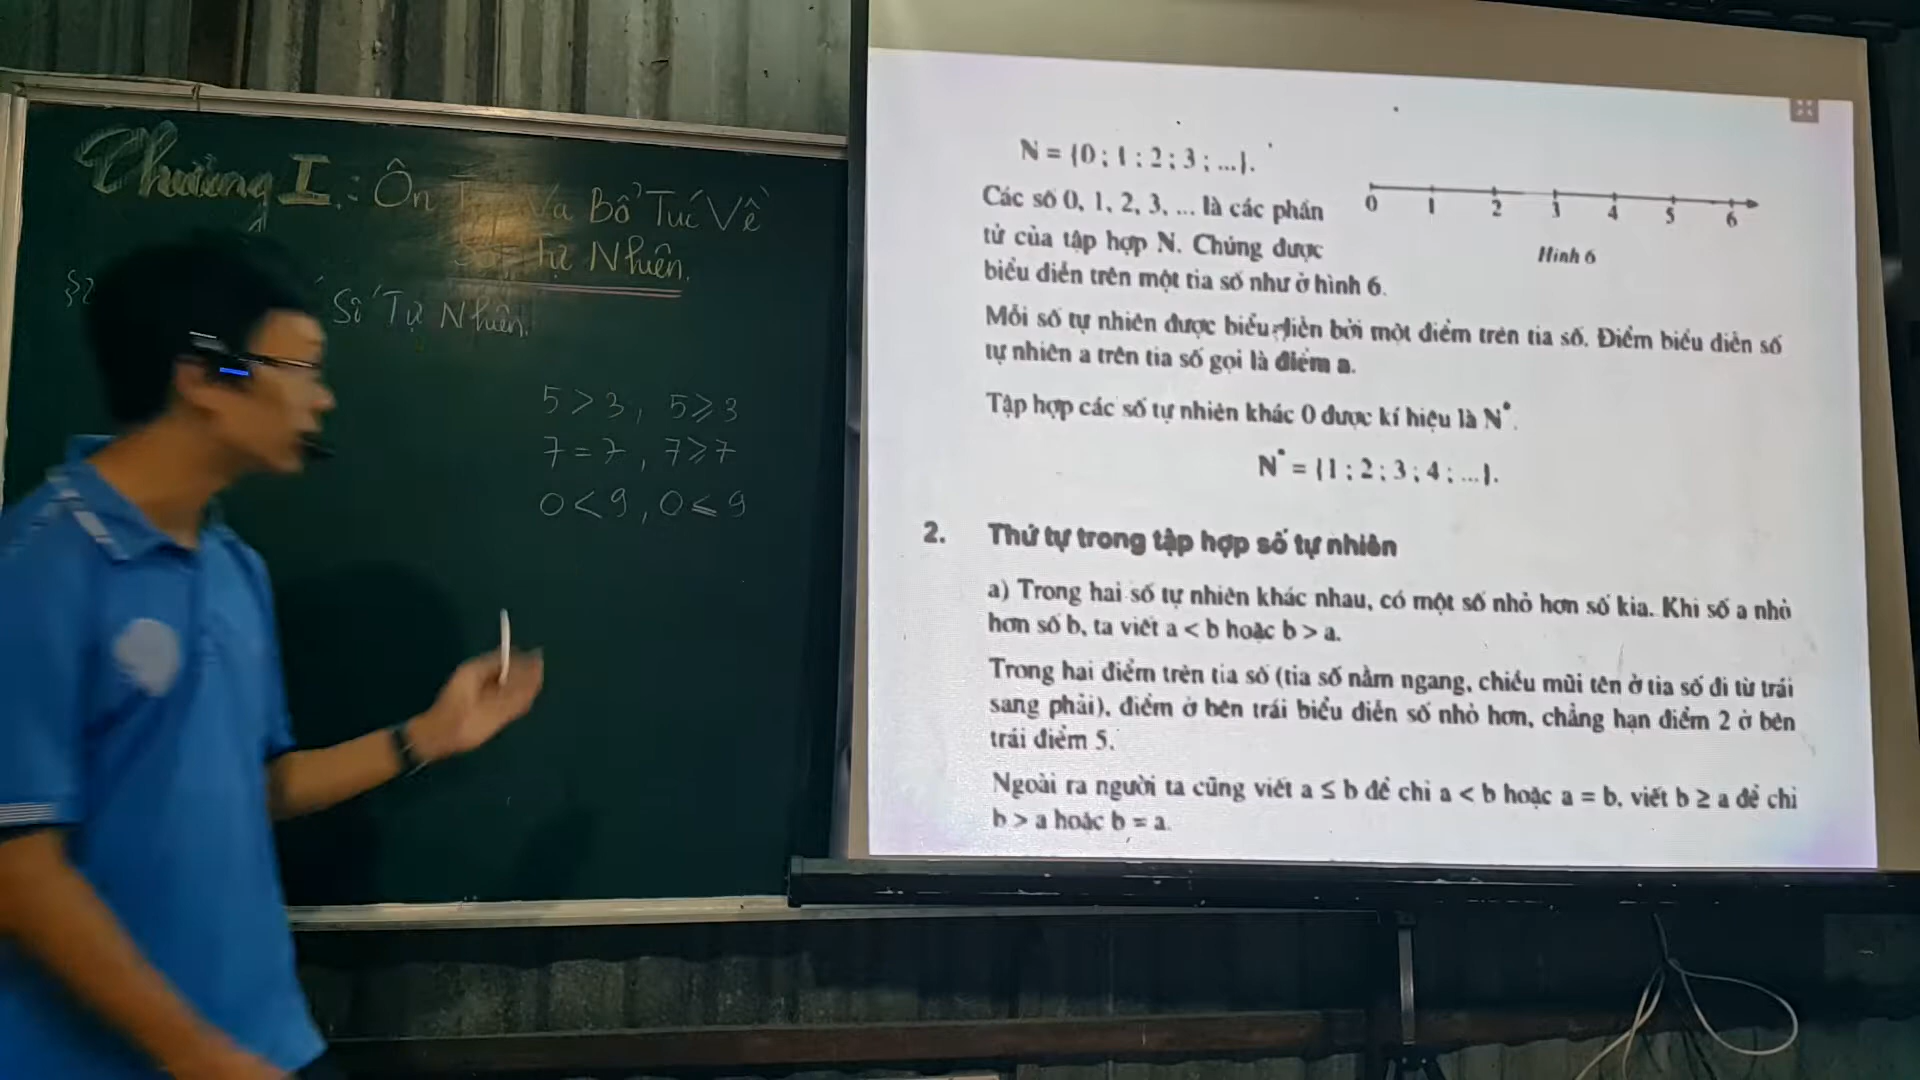 Chương I: Ôn Và Bổ Túc Về
Tự Nhiên.
§2 Số Tự Nhiên.
5 > 3, 5 ⩾ 3
7 = 7, 7 ⩾ 7
0 < 9, 0 ⩽ 9
N = {0 ; 1 ; 2 ; 3 ; ...}.
Các số 0, 1, 2, 3, ... là các phần
tử của tập hợp N. Chúng được
biểu diễn trên một tia số như ở hình 6.
0 1 2 3 4 5 6
Hình 6
Mỗi số tự nhiên được biểu diễn bởi một điểm trên tia số. Điểm biểu diễn số
tự nhiên a trên tia số gọi là điểm a.
Tập hợp các số tự nhiên khác 0 được kí hiệu là N*.
N* = {1 ; 2 ; 3 ; 4 ; ...}.
2. Thứ tự trong tập hợp số tự nhiên
a) Trong hai số tự nhiên khác nhau, có một số nhỏ hơn số kia. Khi số a nhỏ
hơn số b, ta viết a < b hoặc b > a.
Trong hai điểm trên tia số (tia số nằm ngang, chiều mũi tên ở tia số đi từ trái
sang phải), điểm ở bên trái biểu diễn số nhỏ hơn, chẳng hạn điểm 2 ở bên
trái điểm 5.
Ngoài ra người ta cũng viết a ≤ b để chỉ a < b hoặc a = b, viết b ≥ a để chỉ
b > a hoặc b = a.